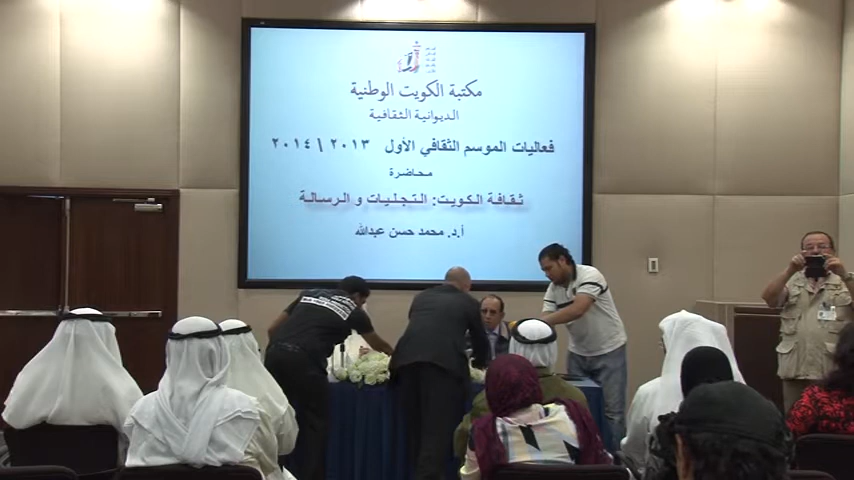 مكتبة الكويت الوطنية
الديوانية الثقافية
فعاليات الموسم الثقافي الأول ٢٠١٣ \ ٢٠١٤
محاضرة
ثقافة الكويت: التجليات و الرسالة
أ.د. محمد حسن عبدالله